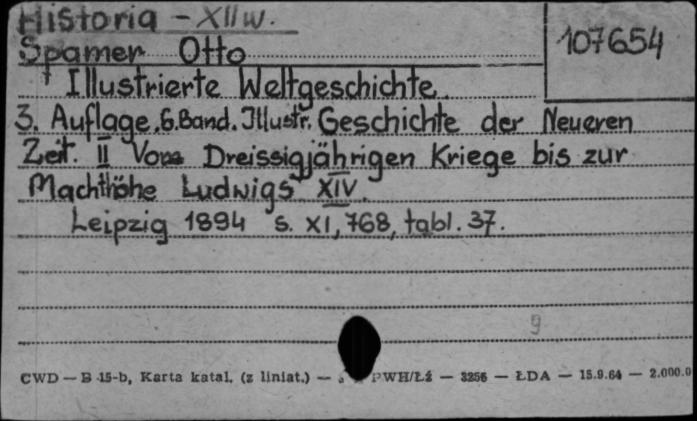 Historia - XII w.
107654
Spamer Otto
Illustrierte Weltgeschichte.
3. Auflage. 6. Band. Illustr. Geschichte der Neueren
Zeit. II Vom Dreissigjährigen Kriege bis zur
Machthöhe Ludwigs XIV.
Leipzig 1894 s. XI, 768, tabl. 37.
9
CWD — B-15-b, Karta katal. (z liniat.) — PWH/Łź — 3256 — ŁDA — 15.9.64 — 2.000.0